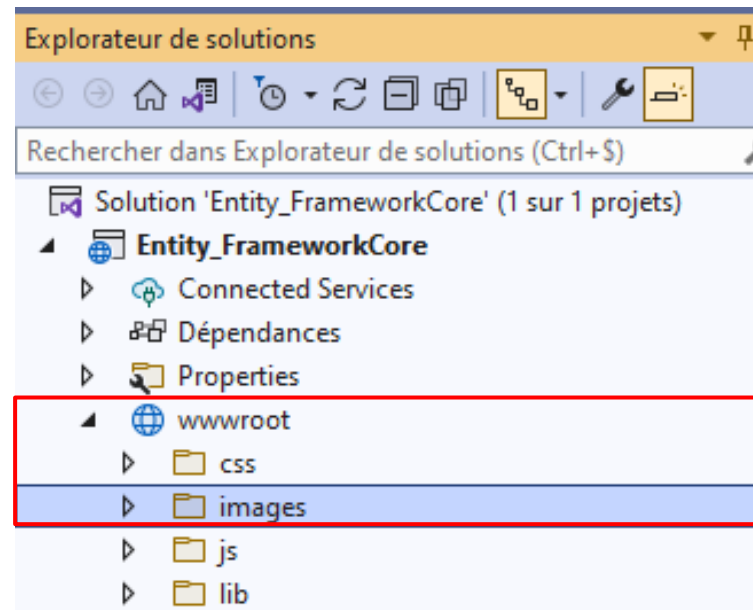 Explorateur de solutions
Rechercher dans Explorateur de solutions (Ctrl+$)
Solution 'Entity_FrameworkCore' (1 sur 1 projets)
Entity_FrameworkCore
Connected Services
Dépendances
Properties
wwwroot
css
images
js
lib